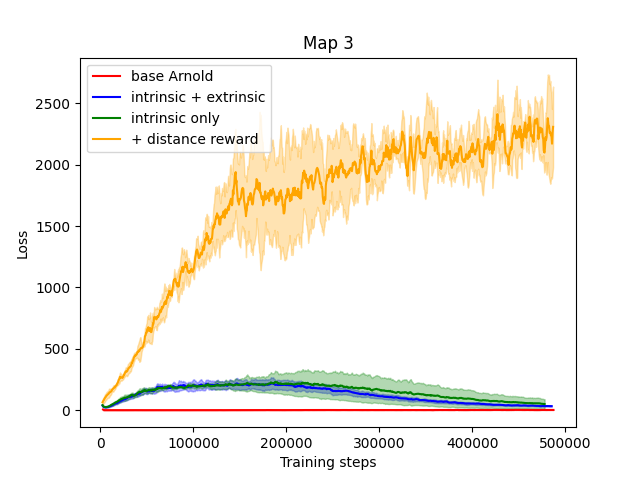 Map 3
base Arnold
intrinsic + extrinsic
intrinsic only
+ distance reward
Loss
2500
2000
1500
1000
500
0
0 100000 200000 300000 400000 500000
Training steps